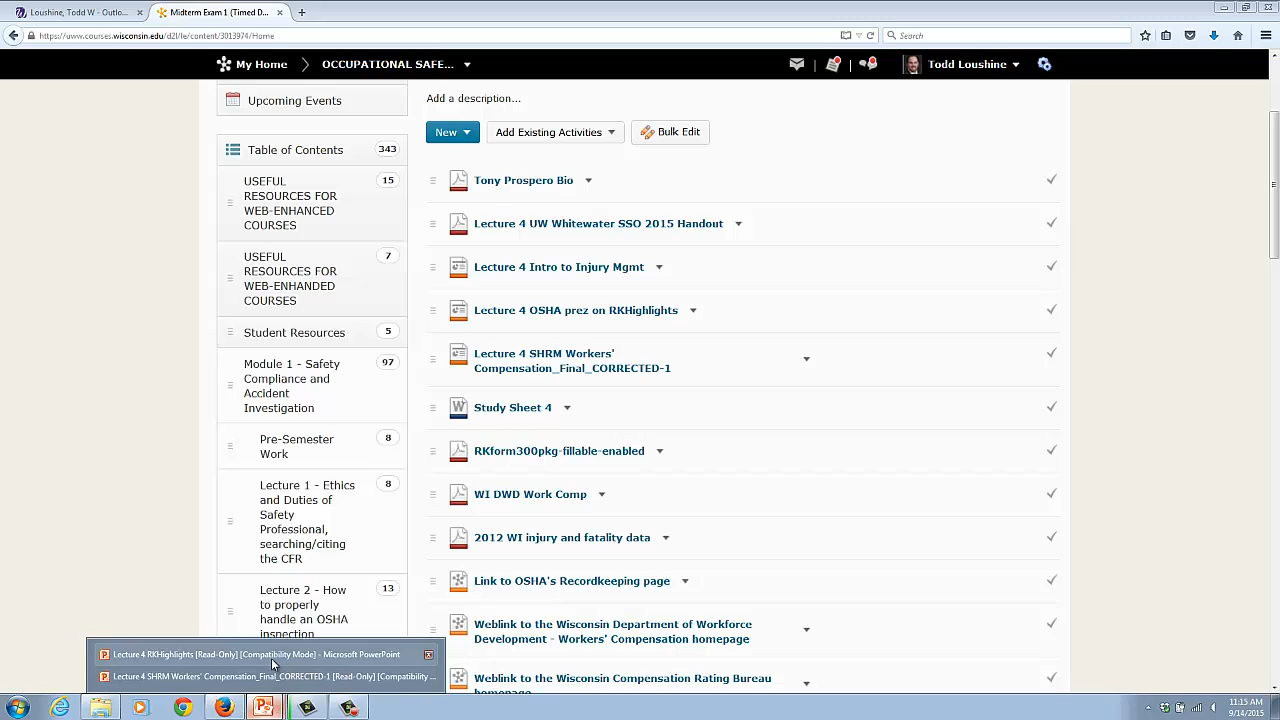 Loushine, Todd W - Outlo...
Midterm Exam 1 (Timed D...
https://www.courses.wisconsin.edu/d2l/le/content/3013974/Home
Search
My Home
OCCUPATIONAL SAFE...
Todd Loushine
Upcoming Events
Table of Contents 343
USEFUL RESOURCES FOR WEB-ENHANCED COURSES 15
USEFUL RESOURCES FOR WEB-ENHANDED COURSES 7
Student Resources 5
Module 1 - Safety Compliance and Accident Investigation 97
Pre-Semester Work 8
Lecture 1 - Ethics and Duties of Safety Professional, searching/citing the CFR 8
Lecture 2 - How to properly handle an OSHA inspection 13
Add a description...
New
Add Existing Activities
Bulk Edit
Tony Prospero Bio
Lecture 4 UW Whitewater SSO 2015 Handout
Lecture 4 Intro to Injury Mgmt
Lecture 4 OSHA prez on RKHighlights
Lecture 4 SHRM Workers'
Compensation_Final_CORRECTED-1
Study Sheet 4
RKform300pkg-fillable-enabled
WI DWD Work Comp
2012 WI injury and fatality data
Link to OSHA's Recordkeeping page
Weblink to the Wisconsin Department of Workforce
Development - Workers' Compensation homepage
Weblink to the Wisconsin Compensation Rating Bureau
homepage
Lecture 4 RKHighlights [Read-Only] [Compatibility Mode] - Microsoft PowerPoint
Lecture 4 SHRM Workers' Compensation_Final_CORRECTED-1 [Read-Only] [Compatibility ...
11:15 AM
9/14/2015